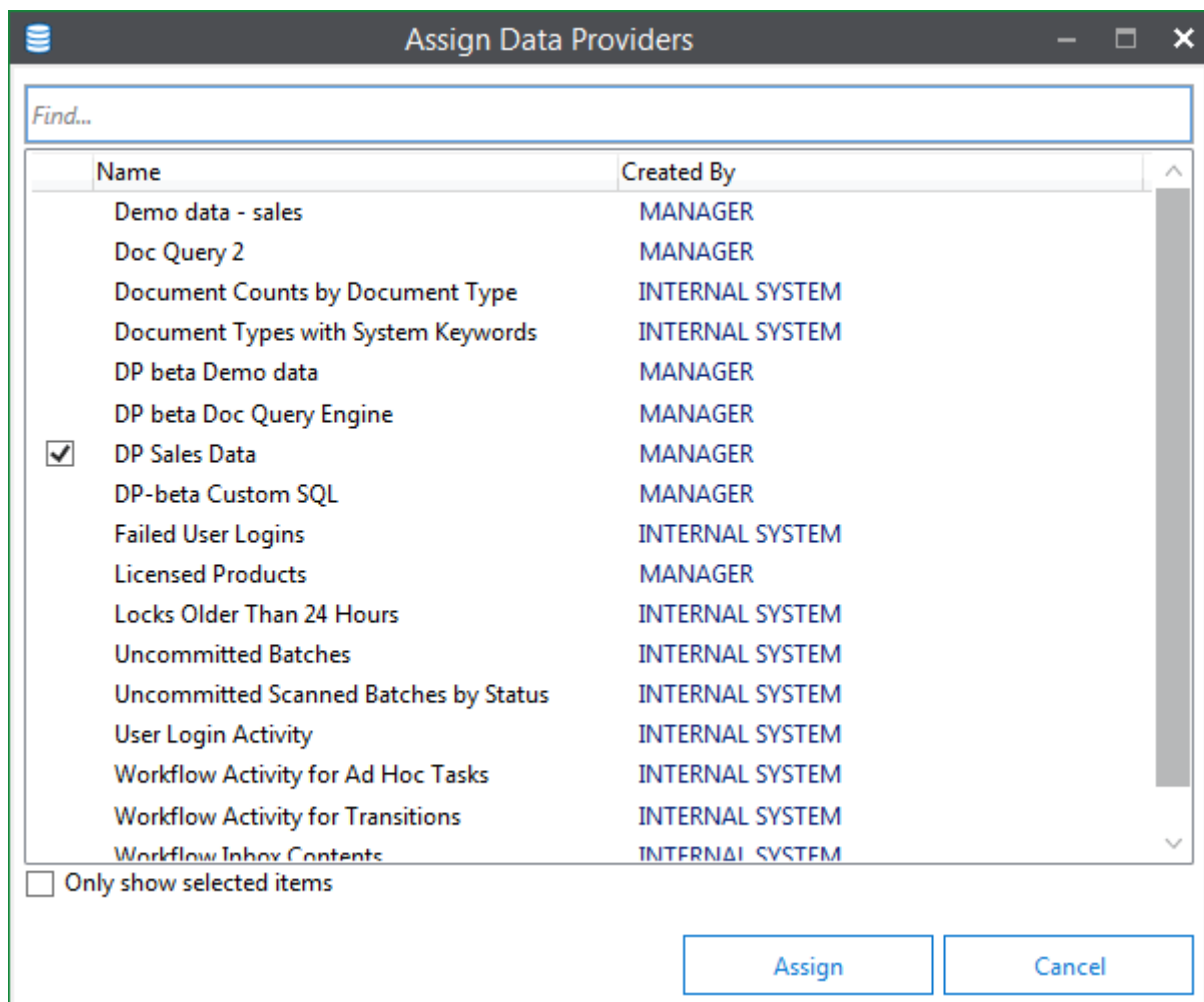 Assign Data Providers
Find...
Name Created By
Demo data - sales MANAGER
Doc Query 2 MANAGER
Document Counts by Document Type INTERNAL SYSTEM
Document Types with System Keywords INTERNAL SYSTEM
DP beta Demo data MANAGER
DP beta Doc Query Engine MANAGER
DP Sales Data MANAGER
DP-beta Custom SQL MANAGER
Failed User Logins INTERNAL SYSTEM
Licensed Products MANAGER
Locks Older Than 24 Hours INTERNAL SYSTEM
Uncommitted Batches INTERNAL SYSTEM
Uncommitted Scanned Batches by Status INTERNAL SYSTEM
User Login Activity INTERNAL SYSTEM
Workflow Activity for Ad Hoc Tasks INTERNAL SYSTEM
Workflow Activity for Transitions INTERNAL SYSTEM
Workflow Inbox Contents INTERNAL SYSTEM
Only show selected items
Assign Cancel